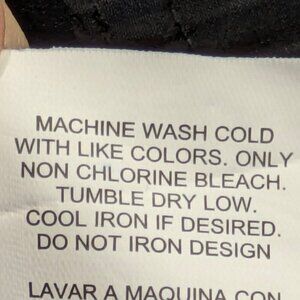 MACHINE WASH COLD
WITH LIKE COLORS. ONLY
NON CHLORINE BLEACH.
TUMBLE DRY LOW.
COOL IRON IF DESIRED.
DO NOT IRON DESIGN
LAVAR A MAQUINA CON